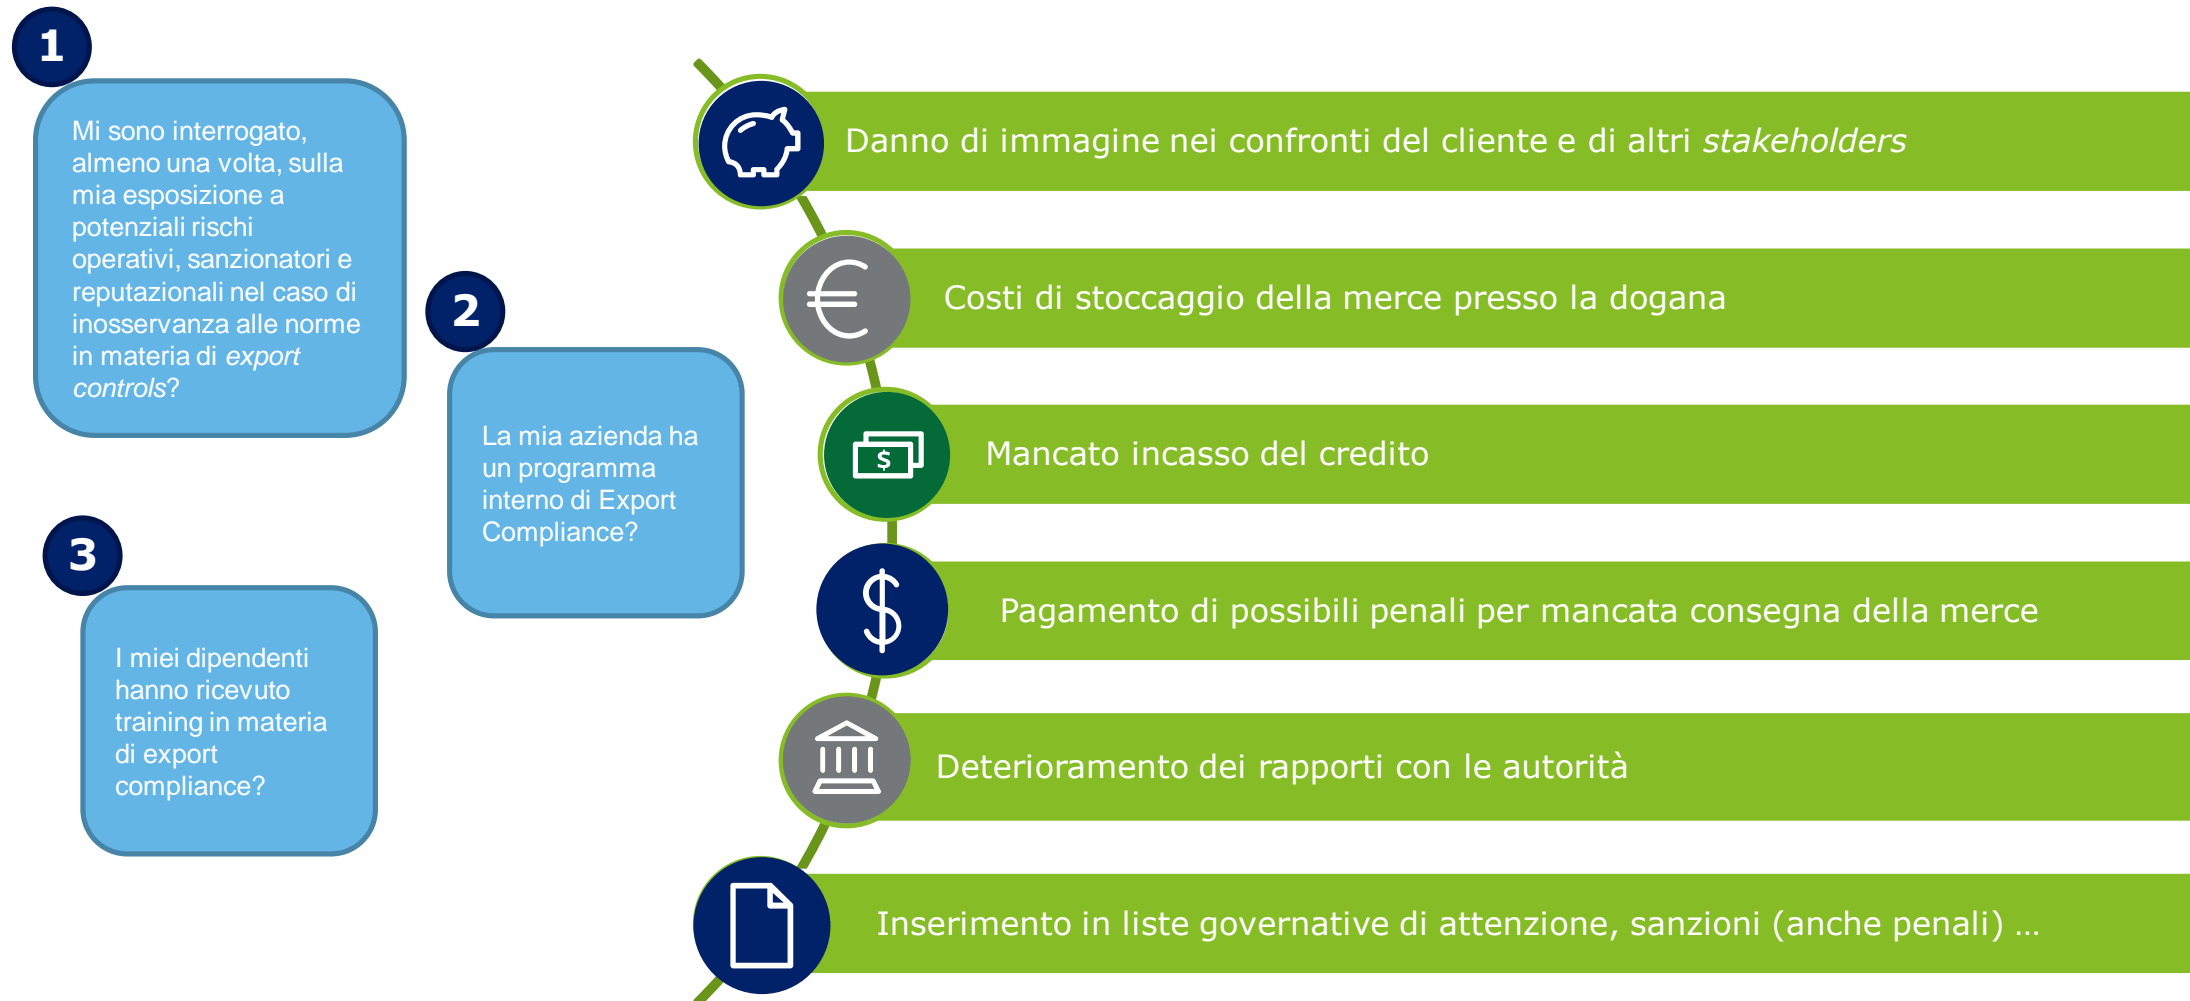 1
Mi sono interrogato,
almeno una volta, sulla
mia esposizione a
potenziali rischi
operativi, sanzionatori e
reputazionali nel caso di
inosservanza alle norme
in materia di export
controls?
2
La mia azienda ha
un programma
interno di Export
Compliance?
3
I miei dipendenti
hanno ricevuto
training in materia
di export
compliance?
Danno di immagine nei confronti del cliente e di altri stakeholders
€
Costi di stoccaggio della merce presso la dogana
$
Mancato incasso del credito
$
Pagamento di possibili penali per mancata consegna della merce
Deterioramento dei rapporti con le autorità
Inserimento in liste governative di attenzione, sanzioni (anche penali) …